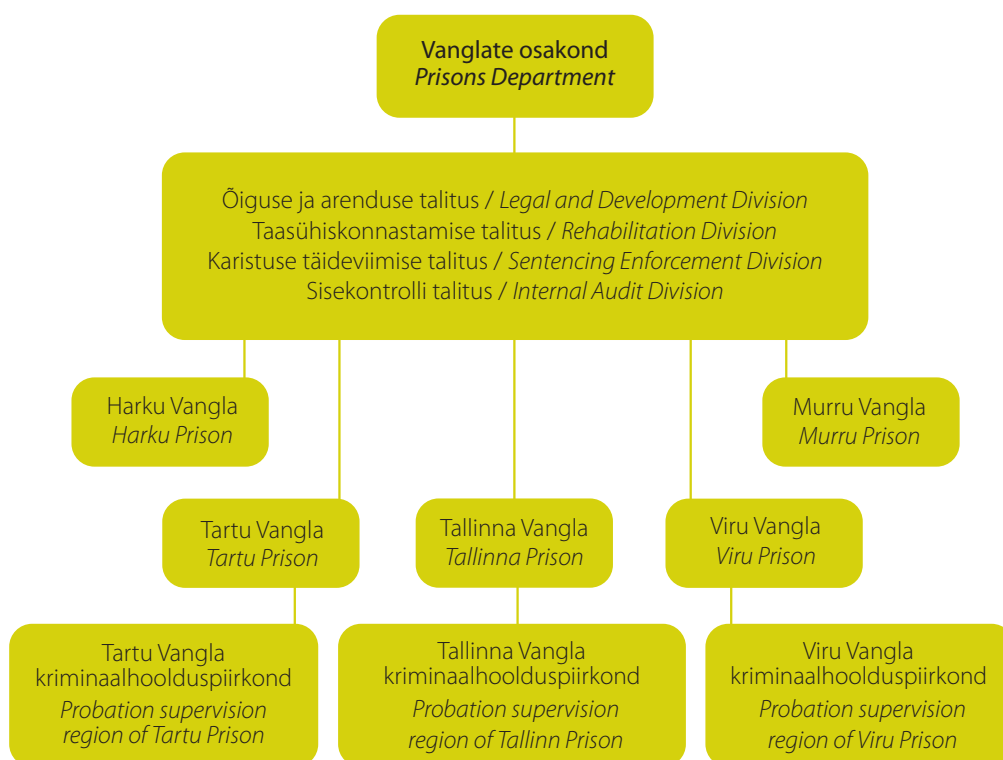 Vanglate osakond
Prisons Department
Õiguse ja arenduse talitus / Legal and Development Division
Taasühiskonnastamise talitus / Rehabilitation Division
Karistuse täideviimise talitus / Sentencing Enforcement Division
Sisekontrolli talitus / Internal Audit Division
Harku Vangla
Harku Prison
Murru Vangla
Murru Prison
Tartu Vangla
Tartu Prison
Tallinna Vangla
Tallinna Prison
Viru Vangla
Viru Prison
Tartu Vangla
kriminaalhoolduspiirkond
Probation supervision
region of Tartu Prison
Tallinna Vangla
kriminaalhoolduspiirkond
Probation supervision
region of Tallinn Prison
Viru Vangla
kriminaalhoolduspiirkond
Probation supervision
region of Viru Prison